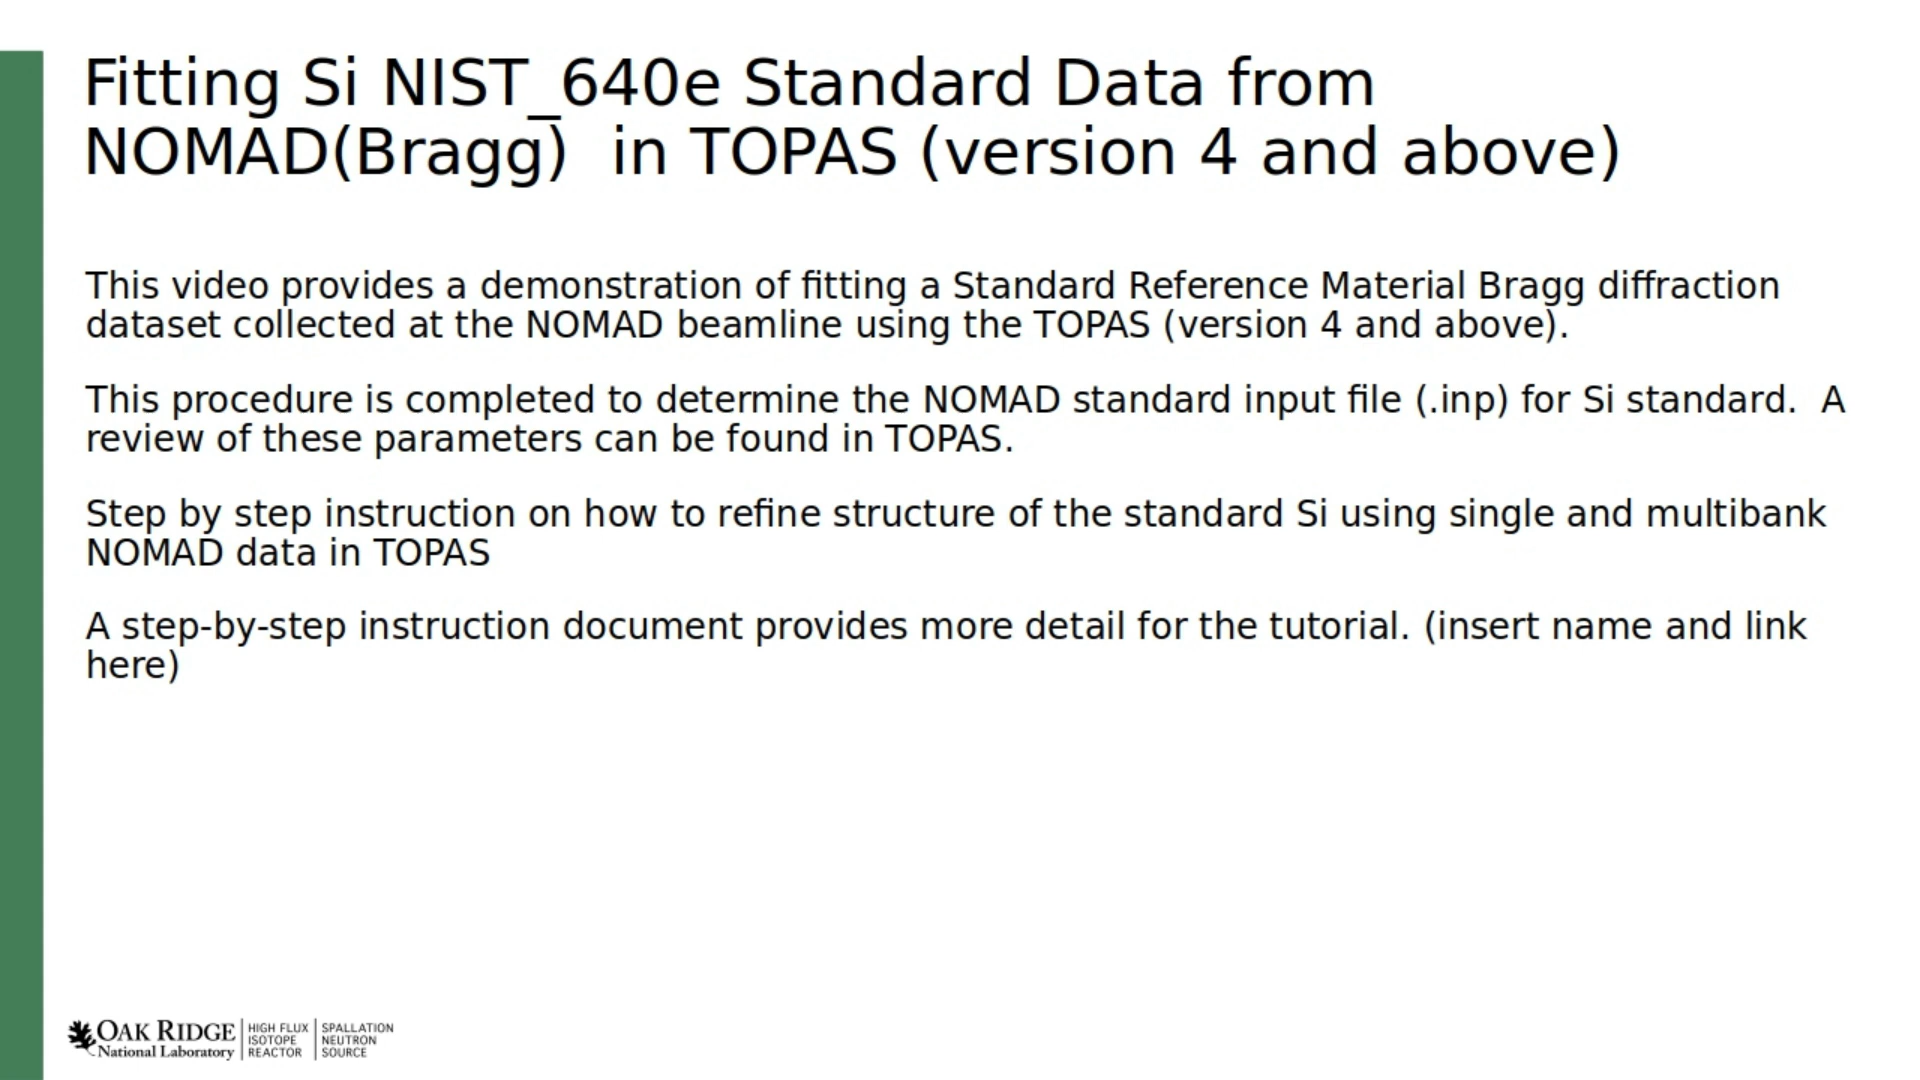 Fitting Si NIST_640e Standard Data from
NOMAD(Bragg)  in TOPAS (version 4 and above)
This video provides a demonstration of fitting a Standard Reference Material Bragg diffraction
dataset collected at the NOMAD beamline using the TOPAS (version 4 and above).
This procedure is completed to determine the NOMAD standard input file (.inp) for Si standard.  A
review of these parameters can be found in TOPAS.
Step by step instruction on how to refine structure of the standard Si using single and multibank
NOMAD data in TOPAS
A step-by-step instruction document provides more detail for the tutorial. (insert name and link
here)
OAK RIDGE
National Laboratory
HIGH FLUX
ISOTOPE
REACTOR
SPALLATION
NEUTRON
SOURCE